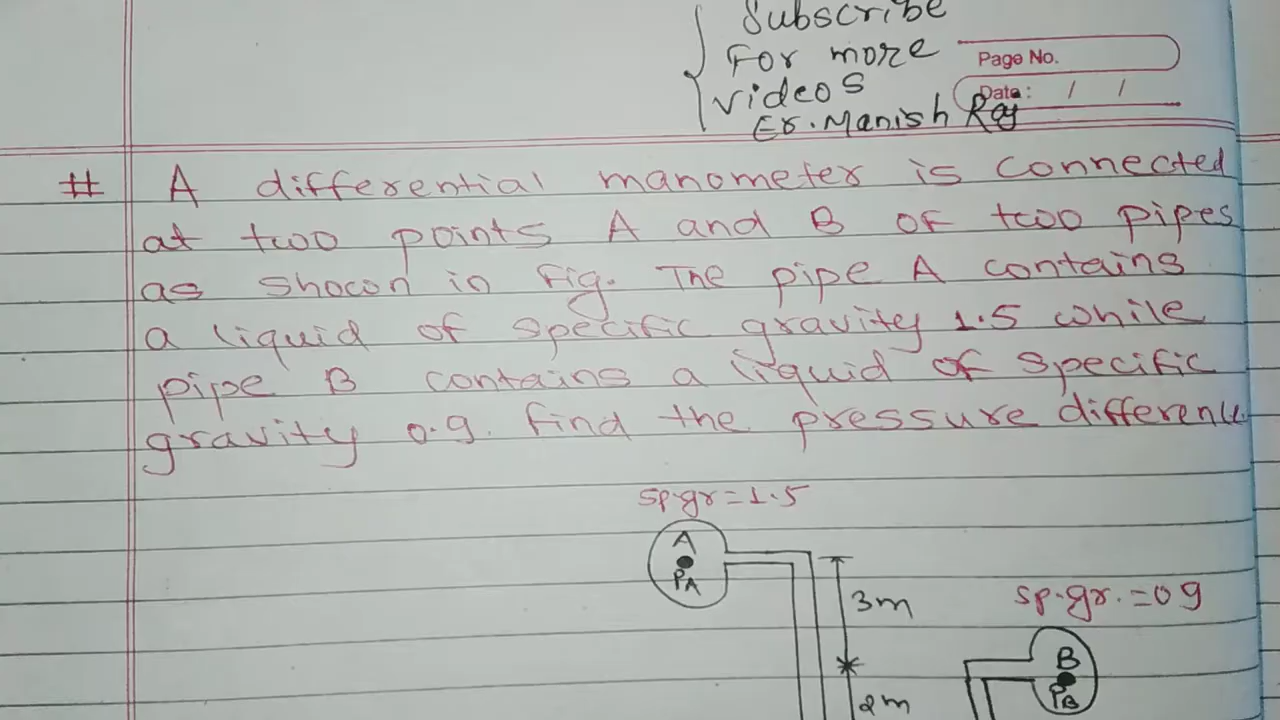 Subscribe
For more
videos
Er. Manish Raj
Page No.
Date: / /
# A differential manometer is connected
at two points A and B of two pipes
as shown in Fig. The pipe A contains
a liquid of specific gravity 1.5 while
pipe B contains a liquid of specific
gravity 0.9. find the pressure difference
sp.gr = 1.5
A
PA
3m
sp.gr. = 0.9
B
PB
2m